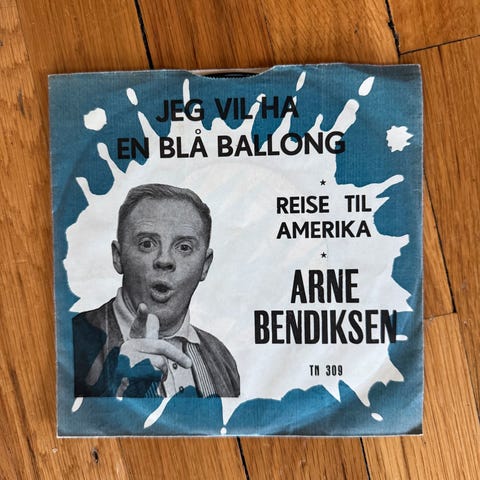 JEG VIL HA
EN BLÅ BALLONG
REISE TIL
AMERIKA
ARNE
BENDIKSEN
TN 309